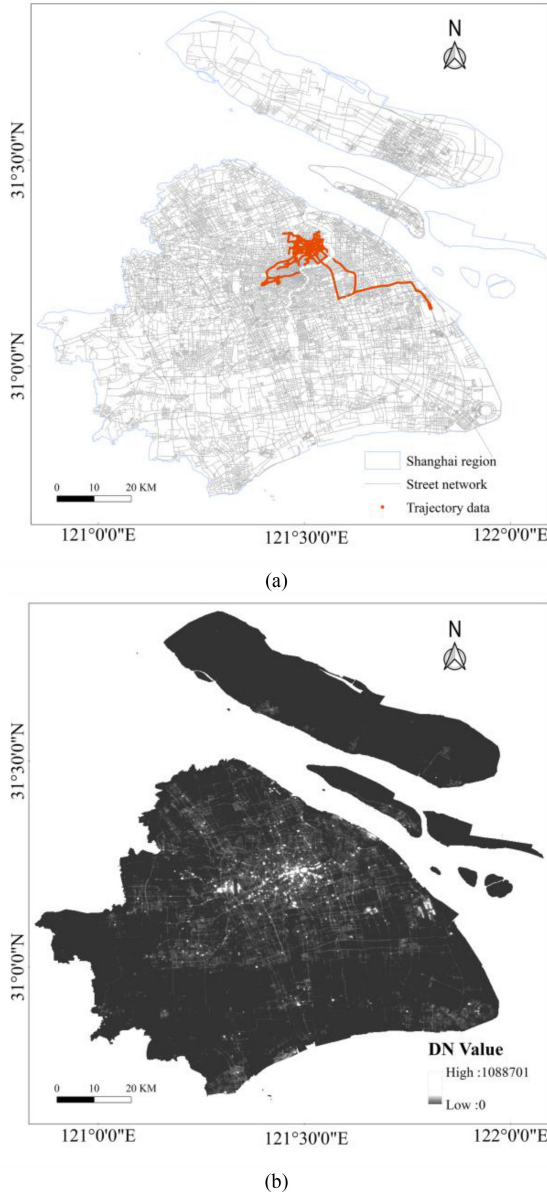 N
31°30'0"N
31°0'0"N
Shanghai region
Street network
Trajectory data
0 10 20 KM
121°0'0"E 121°30'0"E 122°0'0"E
(a)
N
31°30'0"N
31°0'0"N
DN Value
High :1088701
Low :0
0 10 20 KM
121°0'0"E 121°30'0"E 122°0'0"E
(b)